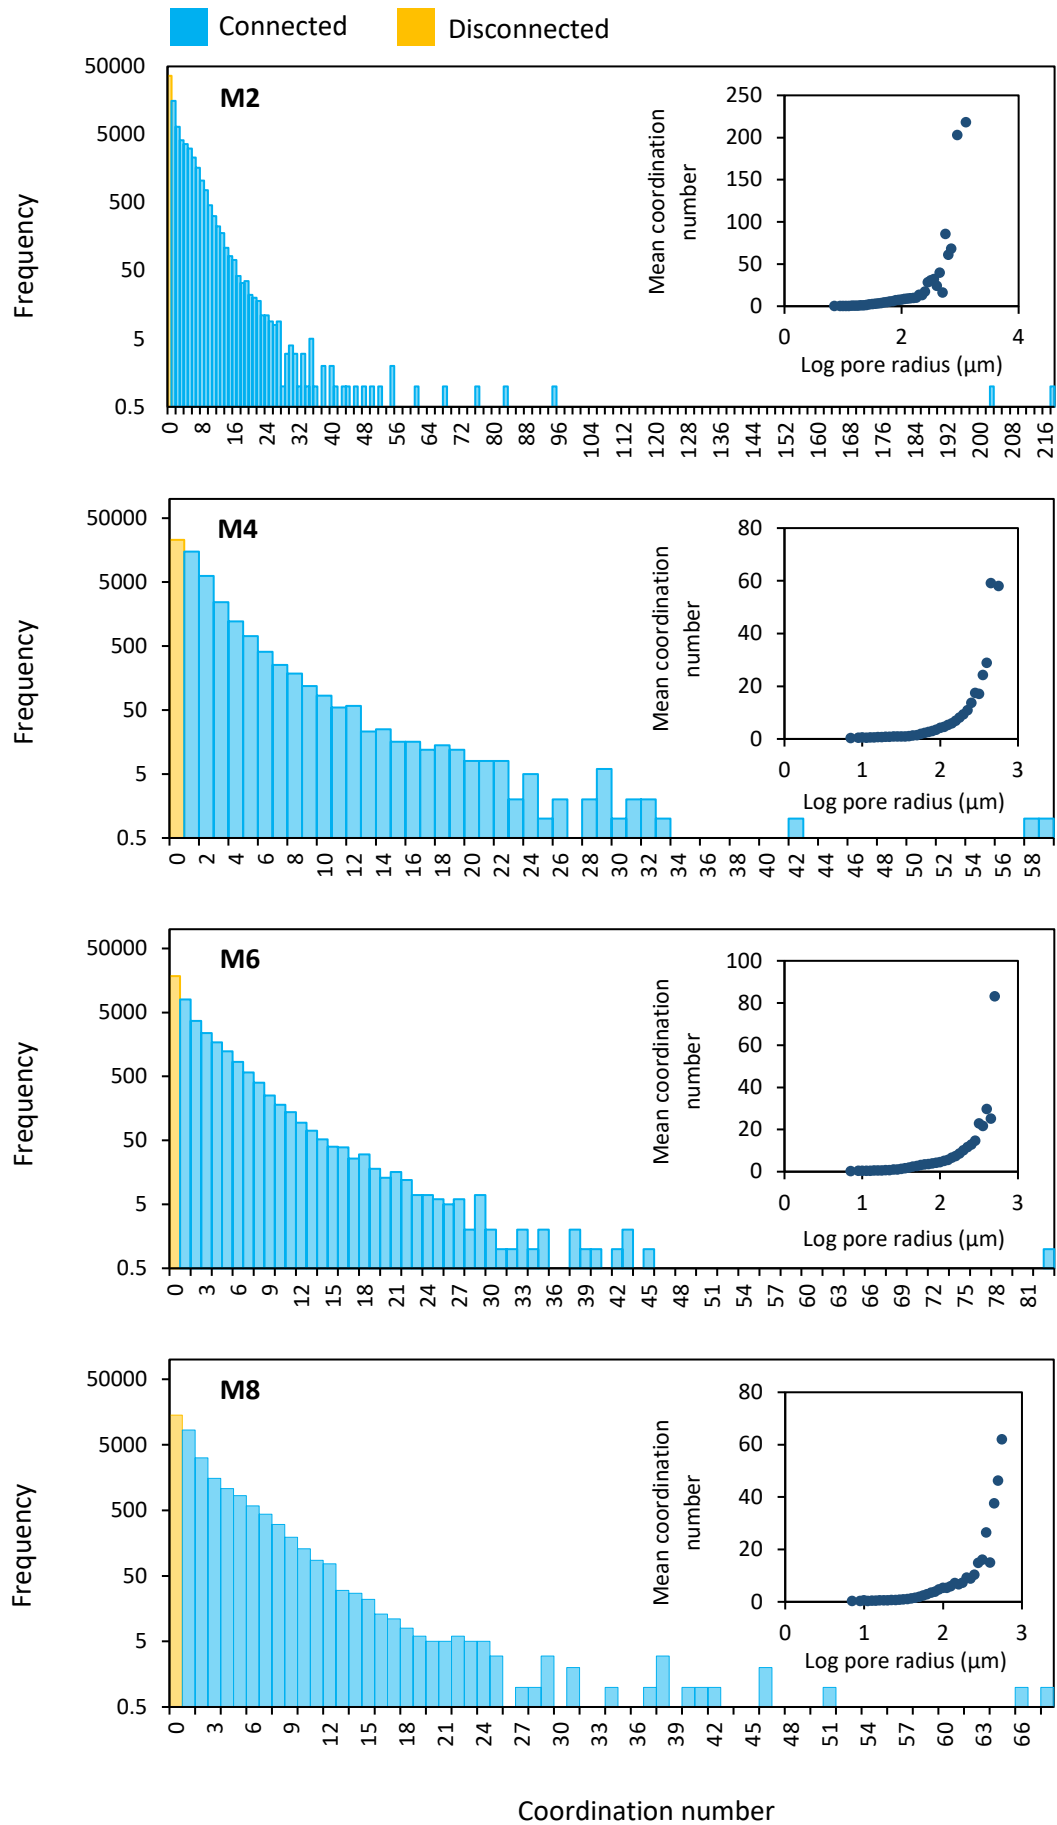 Connected Disconnected
M2
Frequency
50000
5000
500
50
5
0.5
0 8 16 24 32 40 48 56 64 72 80 88 96 104 112 120 128 136 144 152 160 168 176 184 192 200 208 216
Mean coordination
number
250
200
150
100
50
0
0 2 4
Log pore radius (µm)
M4
Frequency
50000
5000
500
50
5
0.5
0 2 4 6 8 10 12 14 16 18 20 22 24 26 28 30 32 34 36 38 40 42 44 46 48 50 52 54 56 58
Mean coordination
number
80
60
40
20
0
0 1 2 3
Log pore radius (µm)
M6
Frequency
50000
5000
500
50
5
0.5
0 3 6 9 12 15 18 21 24 27 30 33 36 39 42 45 48 51 54 57 60 63 66 69 72 75 78 81
Mean coordination
number
100
80
60
40
20
0
0 1 2 3
Log pore radius (µm)
M8
Frequency
50000
5000
500
50
5
0.5
0 3 6 9 12 15 18 21 24 27 30 33 36 39 42 45 48 51 54 57 60 63 66
Mean coordination
number
80
60
40
20
0
0 1 2 3
Log pore radius (µm)
Coordination number